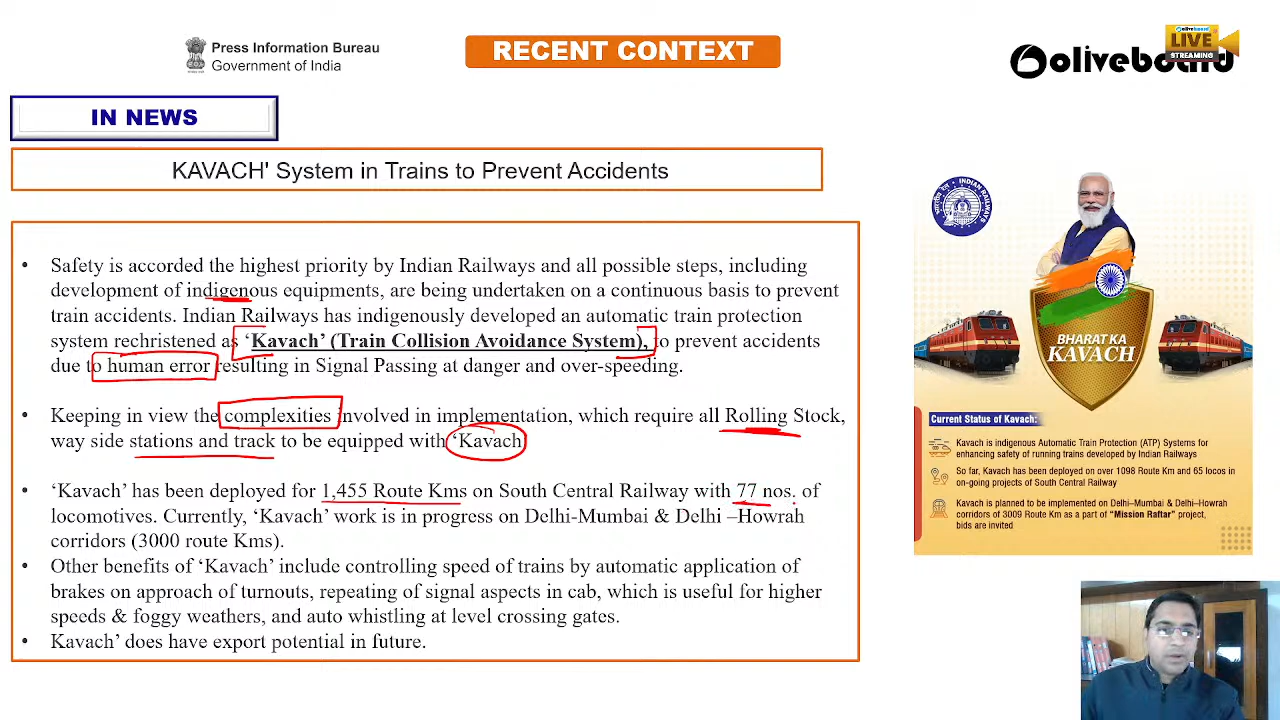 Press Information Bureau
Government of India
RECENT CONTEXT
LIVE
STREAMING
oliveboard
IN NEWS
KAVACH' System in Trains to Prevent Accidents
• Safety is accorded the highest priority by Indian Railways and all possible steps, including
development of indigenous equipments, are being undertaken on a continuous basis to prevent
train accidents. Indian Railways has indigenously developed an automatic train protection
system rechristened as ‘Kavach’ (Train Collision Avoidance System), to prevent accidents
due to human error resulting in Signal Passing at danger and over-speeding.
• Keeping in view the complexities involved in implementation, which require all Rolling Stock,
way side stations and track to be equipped with ‘Kavach
• ‘Kavach’ has been deployed for 1,455 Route Kms on South Central Railway with 77 nos. of
locomotives. Currently, ‘Kavach’ work is in progress on Delhi-Mumbai & Delhi –Howrah
corridors (3000 route Kms).
• Other benefits of ‘Kavach’ include controlling speed of trains by automatic application of
brakes on approach of turnouts, repeating of signal aspects in cab, which is useful for higher
speeds & foggy weathers, and auto whistling at level crossing gates.
• Kavach’ does have export potential in future.
INDIAN RAILWAYS
भारतीय रेल
BHARAT KA
KAVACH
Current Status of Kavach:
Kavach is indigenous Automatic Train Protection (ATP) Systems for
enhancing safety of running trains developed by Indian Railways
So far, Kavach has been deployed on over 1098 Route Km and 65 locos in
on-going projects of South Central Railway
Kavach is planned to be implemented on Delhi–Mumbai & Delhi–Howrah
corridors of 3009 Route Km as a part of “Mission Raftar” project,
bids are invited